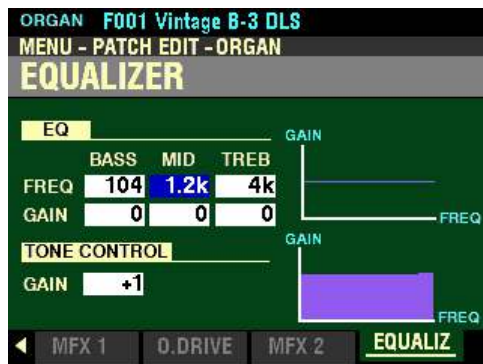 ORGAN F001 Vintage B-3 DLS
MENU - PATCH EDIT - ORGAN
EQUALIZER
EQ
GAIN
BASS MID TREB
FREQ 104 1.2k 4k
GAIN 0 0 0
FREQ
TONE CONTROL
GAIN
GAIN +1
FREQ
MFX 1 O.DRIVE MFX 2 EQUALIZ